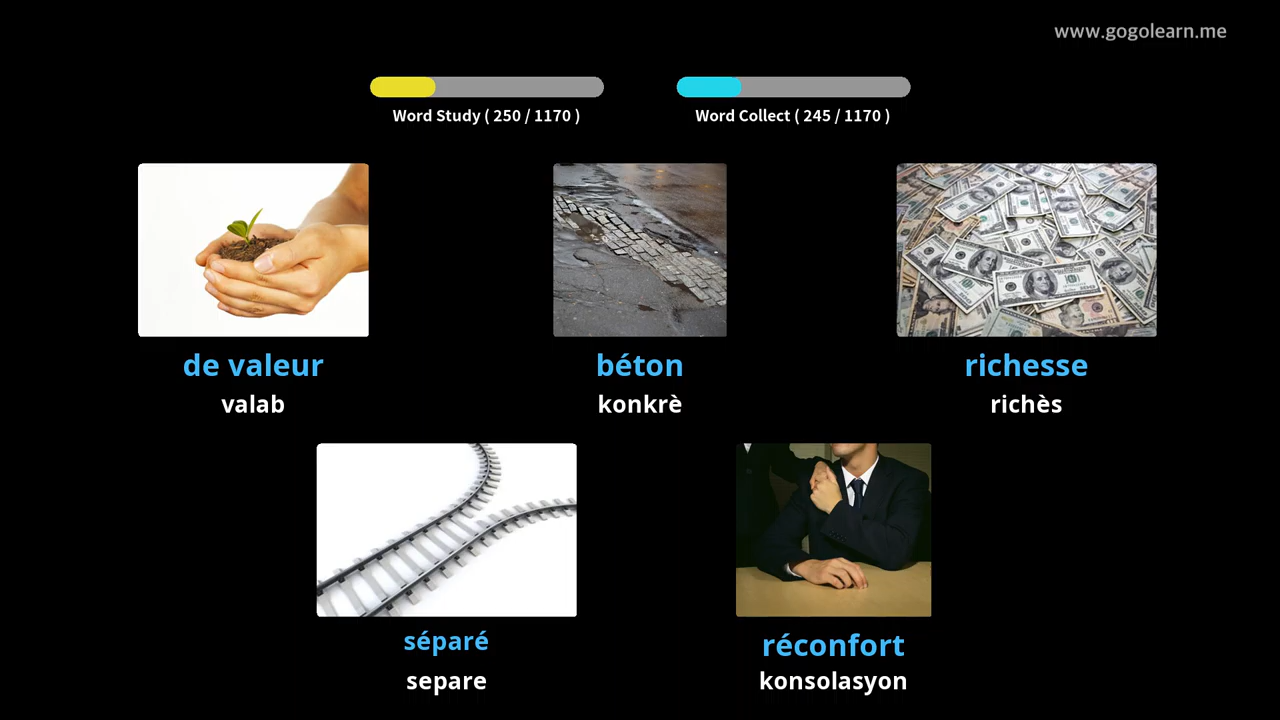 www.gogolearn.me
Word Study ( 250 / 1170 )
Word Collect ( 245 / 1170 )
de valeur
valab
béton
konkrè
richesse
richès
séparé
separe
réconfort
konsolasyon